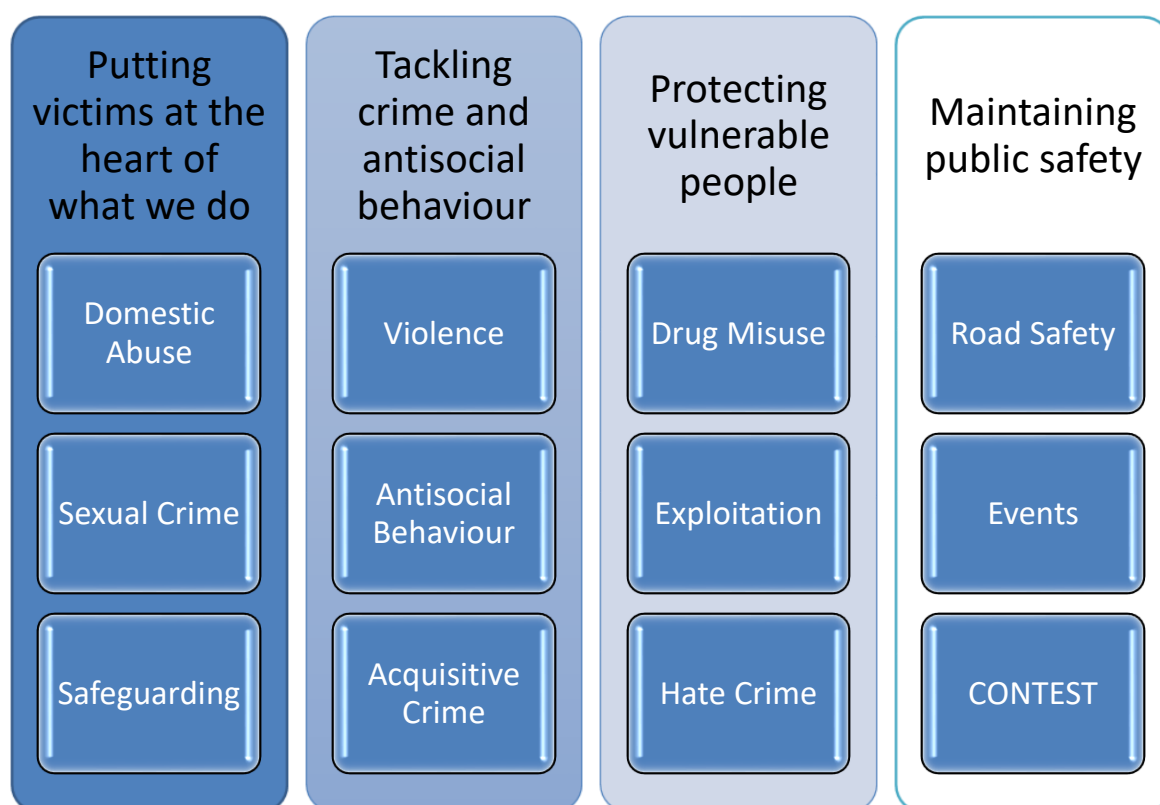 Putting
victims at the
heart of
what we do
Domestic
Abuse
Sexual Crime
Safeguarding
Tackling
crime and
antisocial
behaviour
Violence
Antisocial
Behaviour
Acquisitive
Crime
Protecting
vulnerable
people
Drug Misuse
Exploitation
Hate Crime
Maintaining
public safety
Road Safety
Events
CONTEST